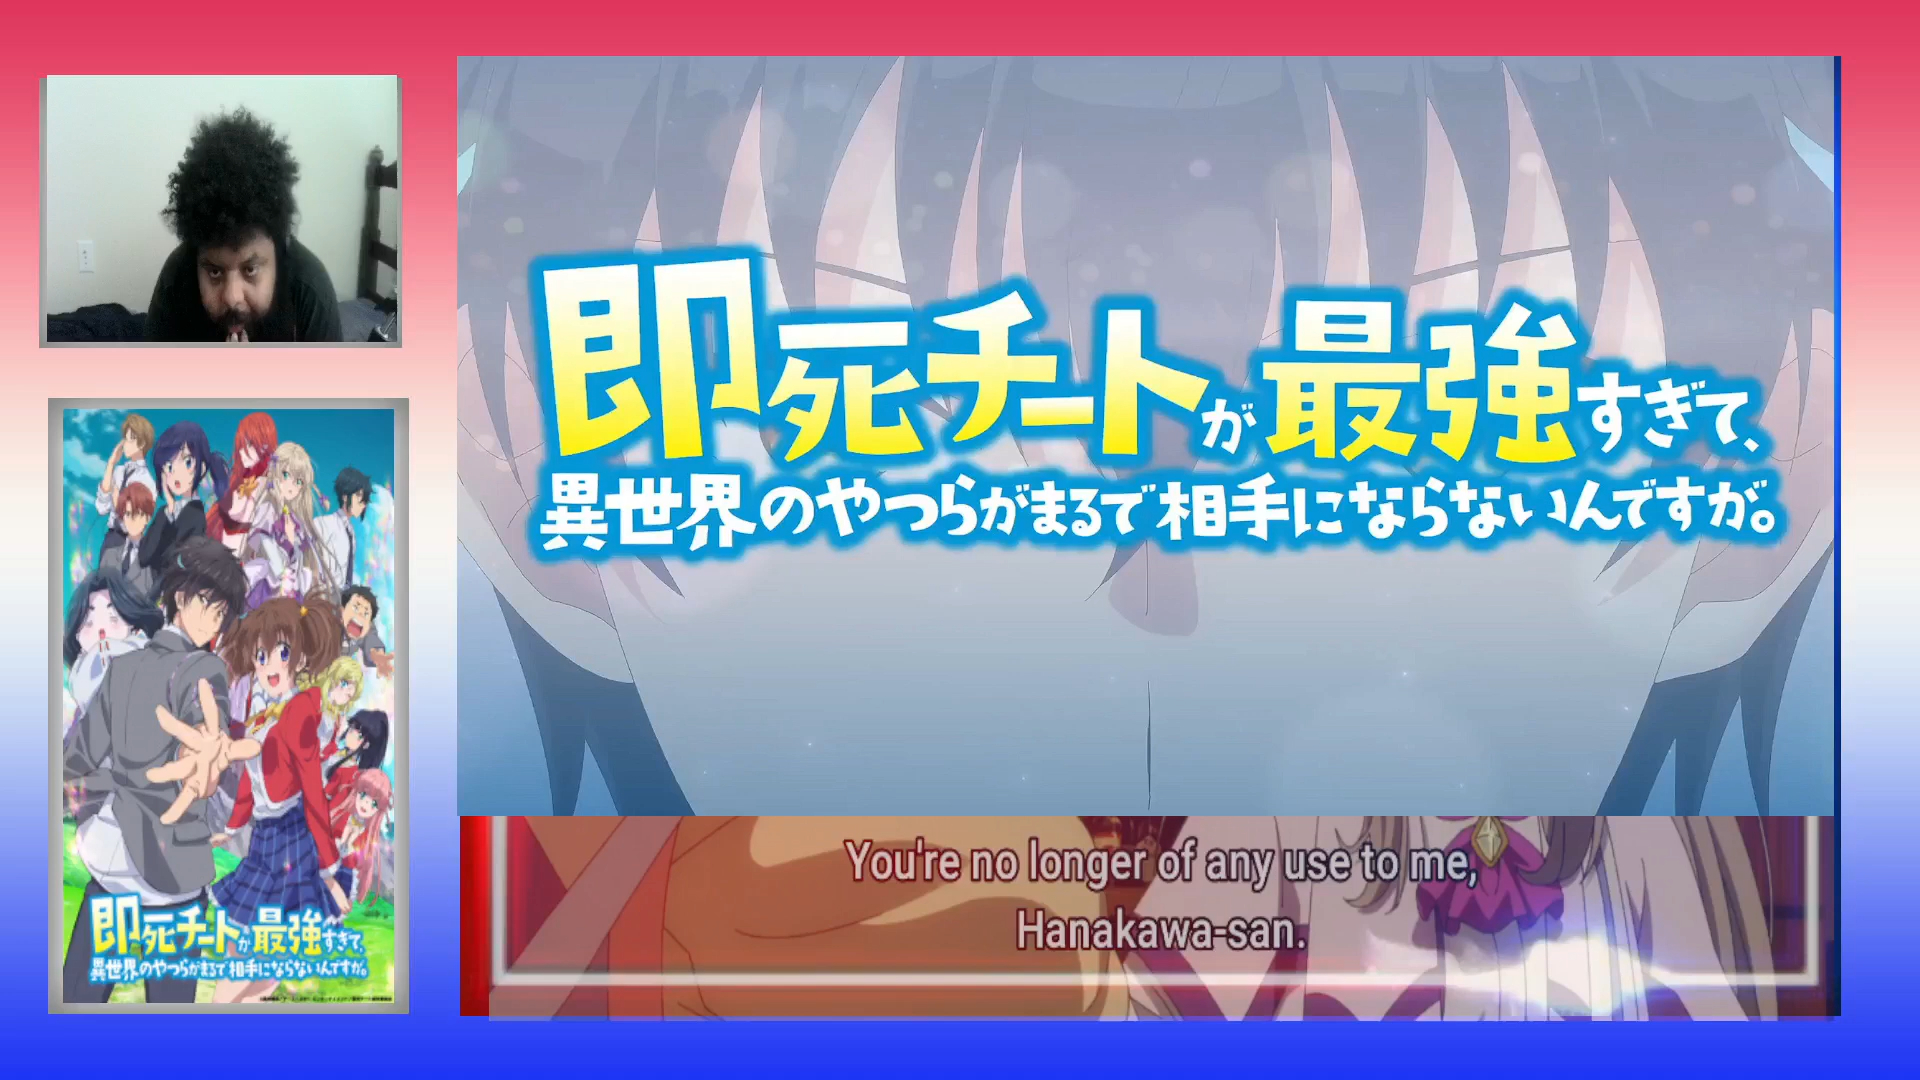 即死チートが最強すぎて、
異世界のやつらがまるで相手にならないんですが。
You're no longer of any use to me,
Hanakawa-san.
即死チートが最強すぎて、
異世界のやつらがまるで相手にならないんですが。